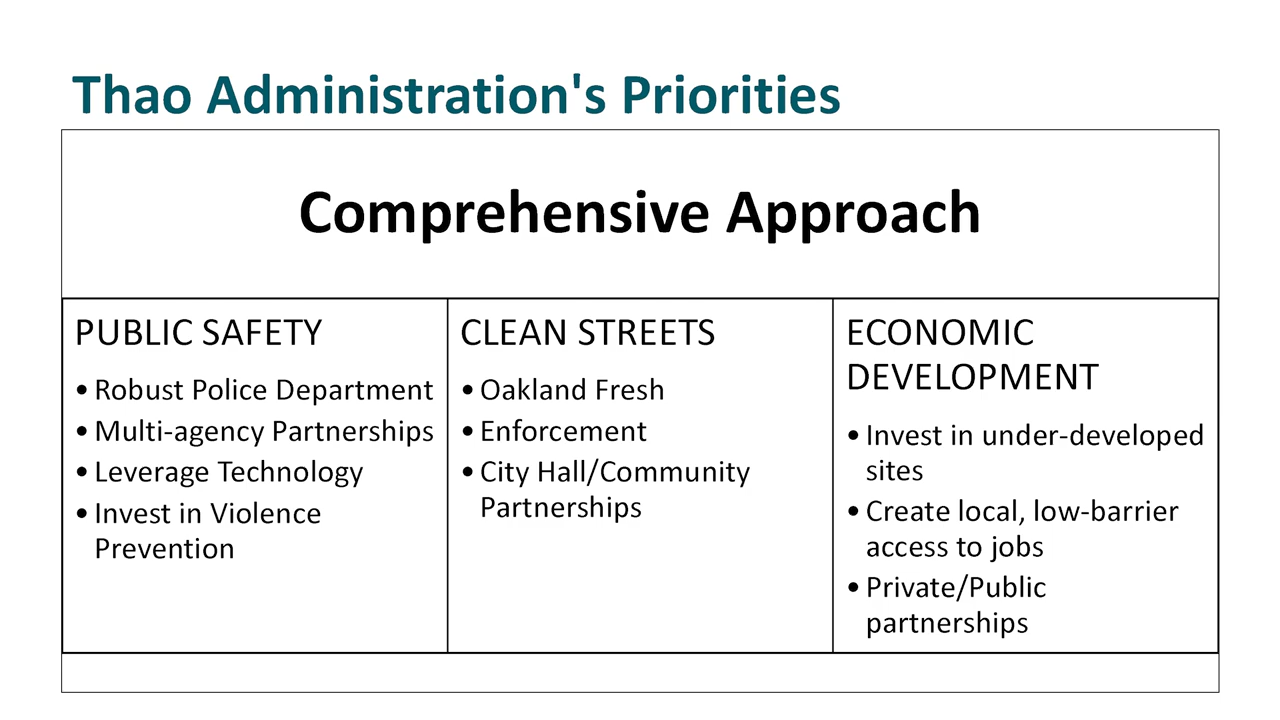 Thao Administration's Priorities
Comprehensive Approach
PUBLIC SAFETY
• Robust Police Department
• Multi-agency Partnerships
• Leverage Technology
• Invest in Violence
Prevention
CLEAN STREETS
• Oakland Fresh
• Enforcement
• City Hall/Community
Partnerships
ECONOMIC
DEVELOPMENT
• Invest in under-developed
sites
• Create local, low-barrier
access to jobs
• Private/Public
partnerships